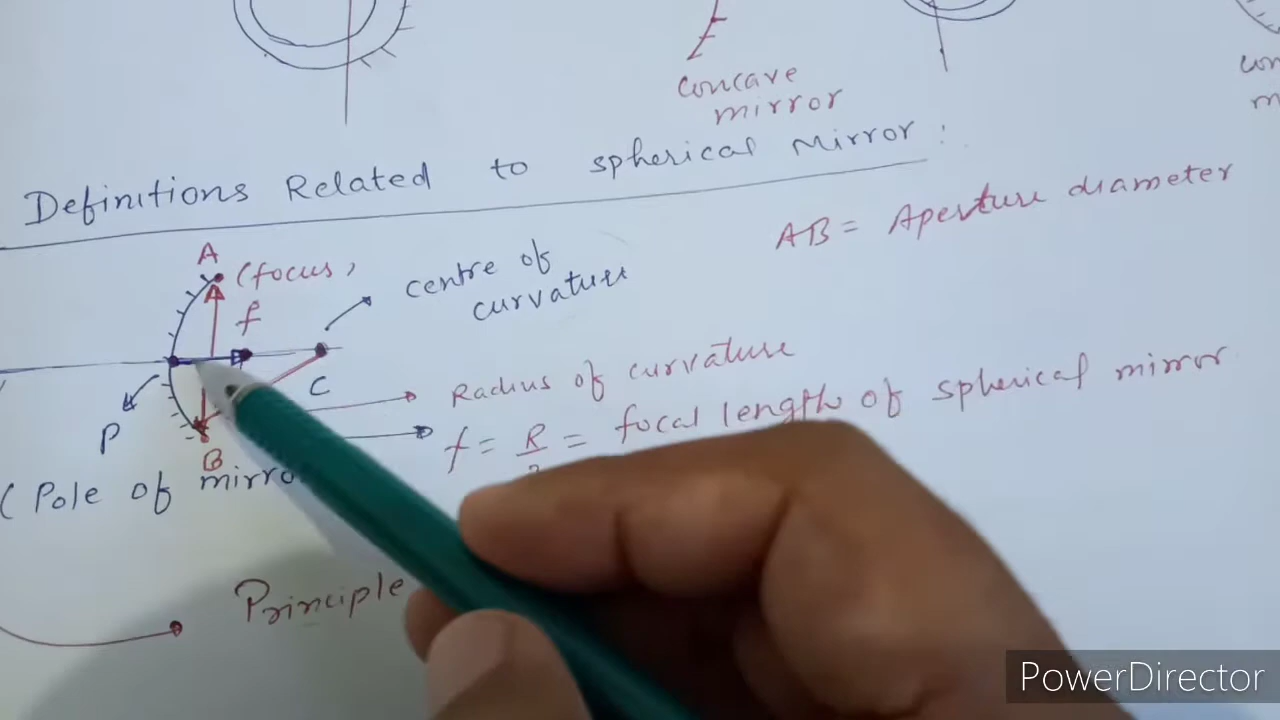 concave
mirror
Definitions Related to spherical Mirror:
AB = Aperture diameter
A
(focus,
f
centre of
curvature
C
Radius of curvature
f = R = focal length of spherical mirror
P
B
(Pole of mirro
Principle
PowerDirector